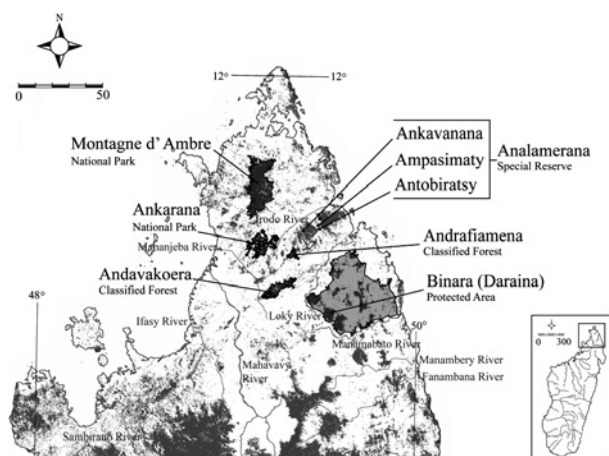 N
0 50
12° 12°
Montagne d' Ambre
National Park
Ankavanana
Ampasimaty
Antobiratsy
Analamerana
Special Reserve
Irodo River
Ankarana
National Park
Mananjeba River
Andrafiamena
Classified Forest
Andavakoera
Classified Forest
Binara (Daraina)
Protected Area
48°
Ifasy River
Loky River
50°
Manambato River
Mahavavy
River
Manambery River
Fanambana River
Sambirano River
0 300